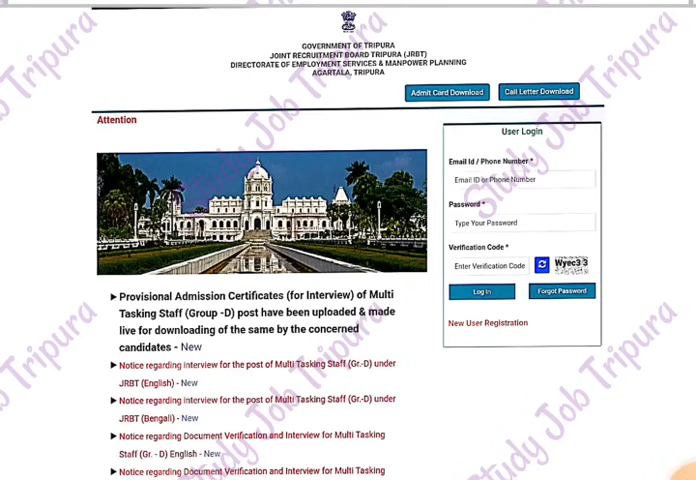 GOVERNMENT OF TRIPURA
JOINT RECRUITMENT BOARD TRIPURA (JRBT)
DIRECTORATE OF EMPLOYMENT SERVICES & MANPOWER PLANNING
AGARTALA, TRIPURA
Admit Card Download
Call Letter Download
Attention
Provisional Admission Certificates (for Interview) of Multi
Tasking Staff (Group -D) post have been uploaded & made
live for downloading of the same by the concerned
candidates - New
Notice regarding interview for the post of Multi Tasking Staff (Gr.-D) under
JRBT (English) - New
Notice regarding interview for the post of Multi Tasking Staff (Gr.-D) under
JRBT (Bengali) - New
Notice regarding Document Verification and Interview for Multi Tasking
Staff (Gr. - D) English - New
Notice regarding Document Verification and Interview for Multi Tasking
User Login
Email Id / Phone Number *
Email ID or Phone Number
Password *
Type Your Password
Verification Code *
Enter Verification Code
Wyec3 3
Log In
Forgot Password
New User Registration
Study Job Tripura